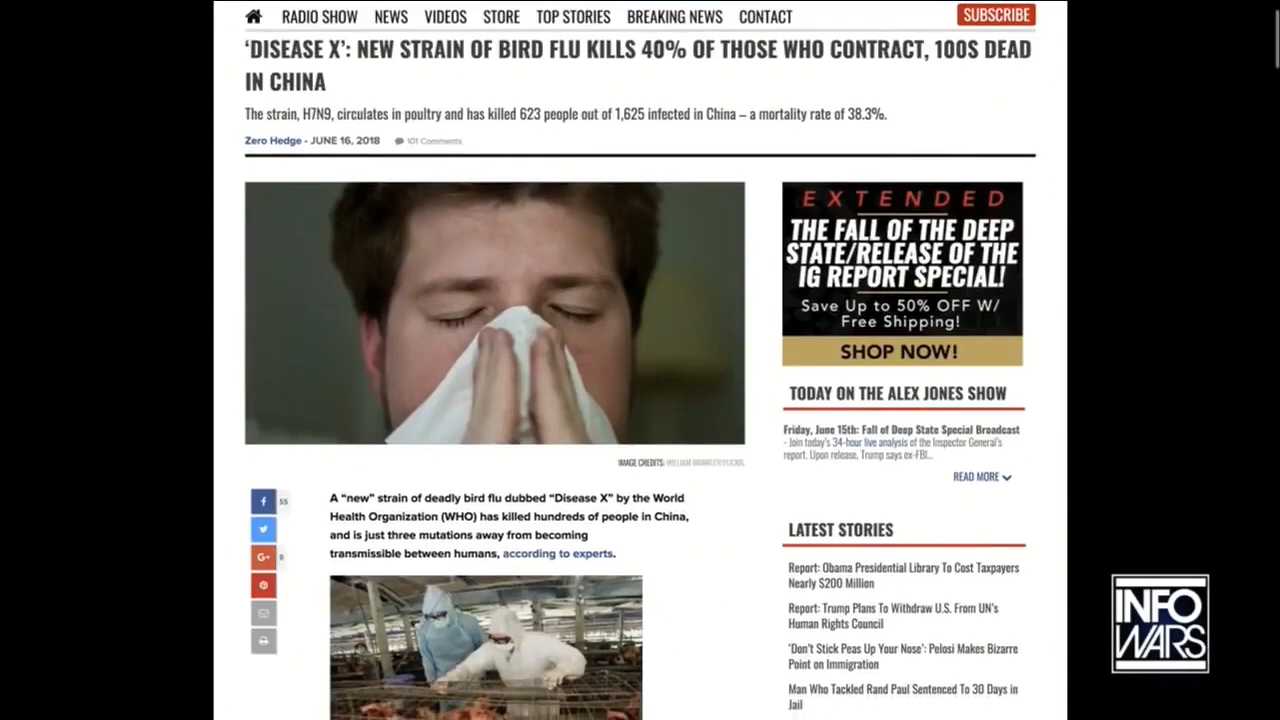 RADIO SHOW NEWS VIDEOS STORE TOP STORIES BREAKING NEWS CONTACT SUBSCRIBE
‘DISEASE X’: NEW STRAIN OF BIRD FLU KILLS 40% OF THOSE WHO CONTRACT, 100S DEAD
IN CHINA
The strain, H7N9, circulates in poultry and has killed 623 people out of 1,625 infected in China – a mortality rate of 38.3%.
Zero Hedge - JUNE 16, 2018 101 Comments
EXTENDED
THE FALL OF THE DEEP
STATE/RELEASE OF THE
IG REPORT SPECIAL!
Save Up to 50% OFF W/
Free Shipping!
SHOP NOW!
TODAY ON THE ALEX JONES SHOW
Friday, June 15th: Fall of Deep State Special Broadcast
- Join today's 34-hour live analysis of the Inspector General's
report. Upon release, Trump says ex-FBI...
READ MORE
IMAGE CREDITS:
55
G+ 8
A “new” strain of deadly bird flu dubbed “Disease X” by the World
Health Organization (WHO) has killed hundreds of people in China,
and is just three mutations away from becoming
transmissible between humans, according to experts.
LATEST STORIES
Report: Obama Presidential Library To Cost Taxpayers
Nearly $200 Million
Report: Trump Plans To Withdraw U.S. From UN's
Human Rights Council
'Don't Stick Peas Up Your Nose': Pelosi Makes Bizarre
Point on Immigration
Man Who Tackled Rand Paul Sentenced To 30 Days in
Jail
INFO
WARS